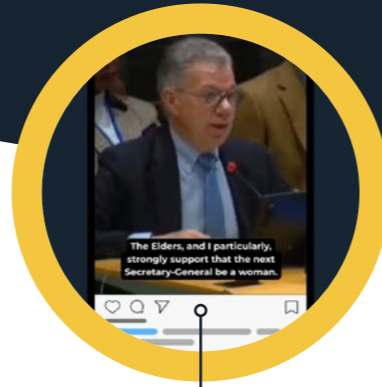 The Elders, and I particularly,
strongly support that the next
Secretary-General be a woman.